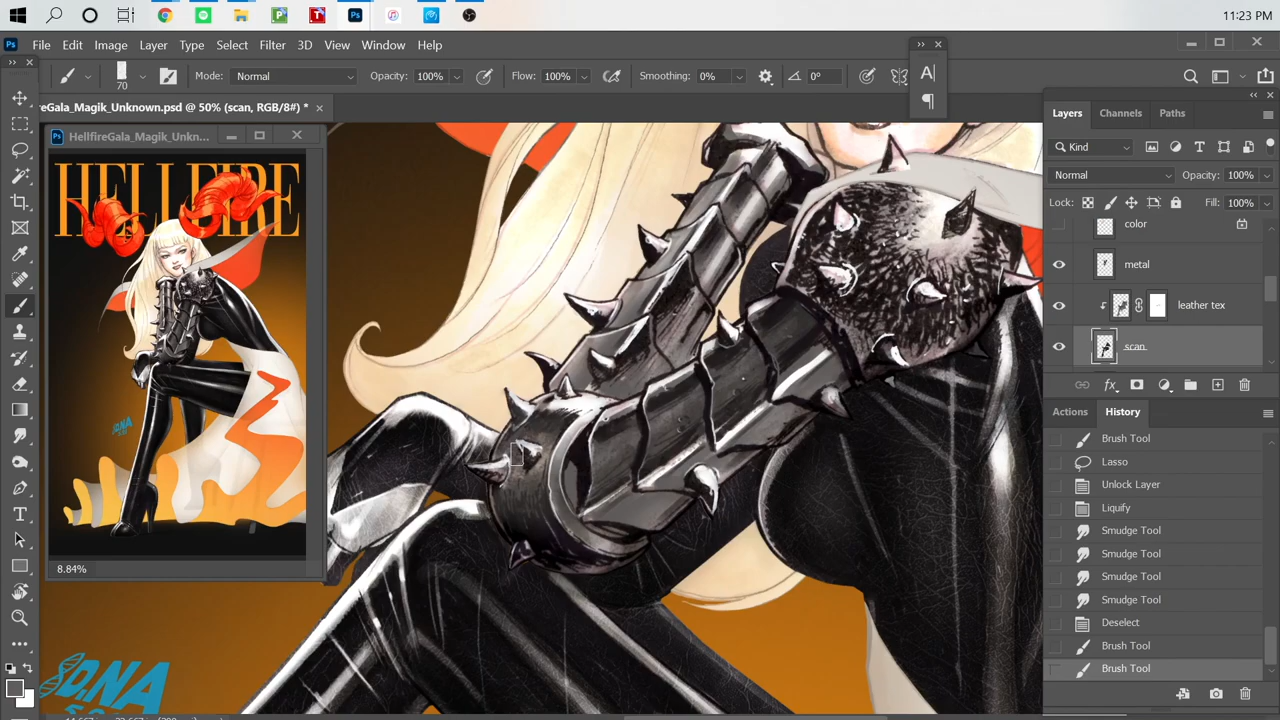 11:23 PM
File Edit Image Layer Type Select Filter 3D View Window Help
70 Mode: Normal Opacity: 100% Flow: 100% Smoothing: 0% 0°
reGala_Magik_Unknown.psd @ 50% (scan, RGB/8#) *
HellfireGala_Magik_Unkn...
HELLFIRE
8.84%
DNA
Layers Channels Paths
Kind
Normal Opacity: 100%
Lock: Fill: 100%
color
metal
leather tex
scan
fx
Actions History
Brush Tool
Lasso
Unlock Layer
Liquify
Smudge Tool
Smudge Tool
Smudge Tool
Smudge Tool
Deselect
Brush Tool
Brush Tool